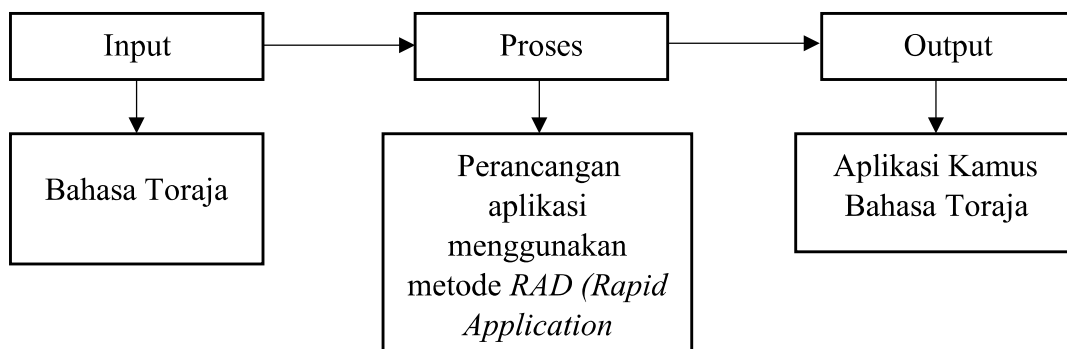 Input
Proses
Output
Bahasa Toraja
Perancangan
aplikasi
menggunakan
metode RAD (Rapid
Application
Aplikasi Kamus
Bahasa Toraja